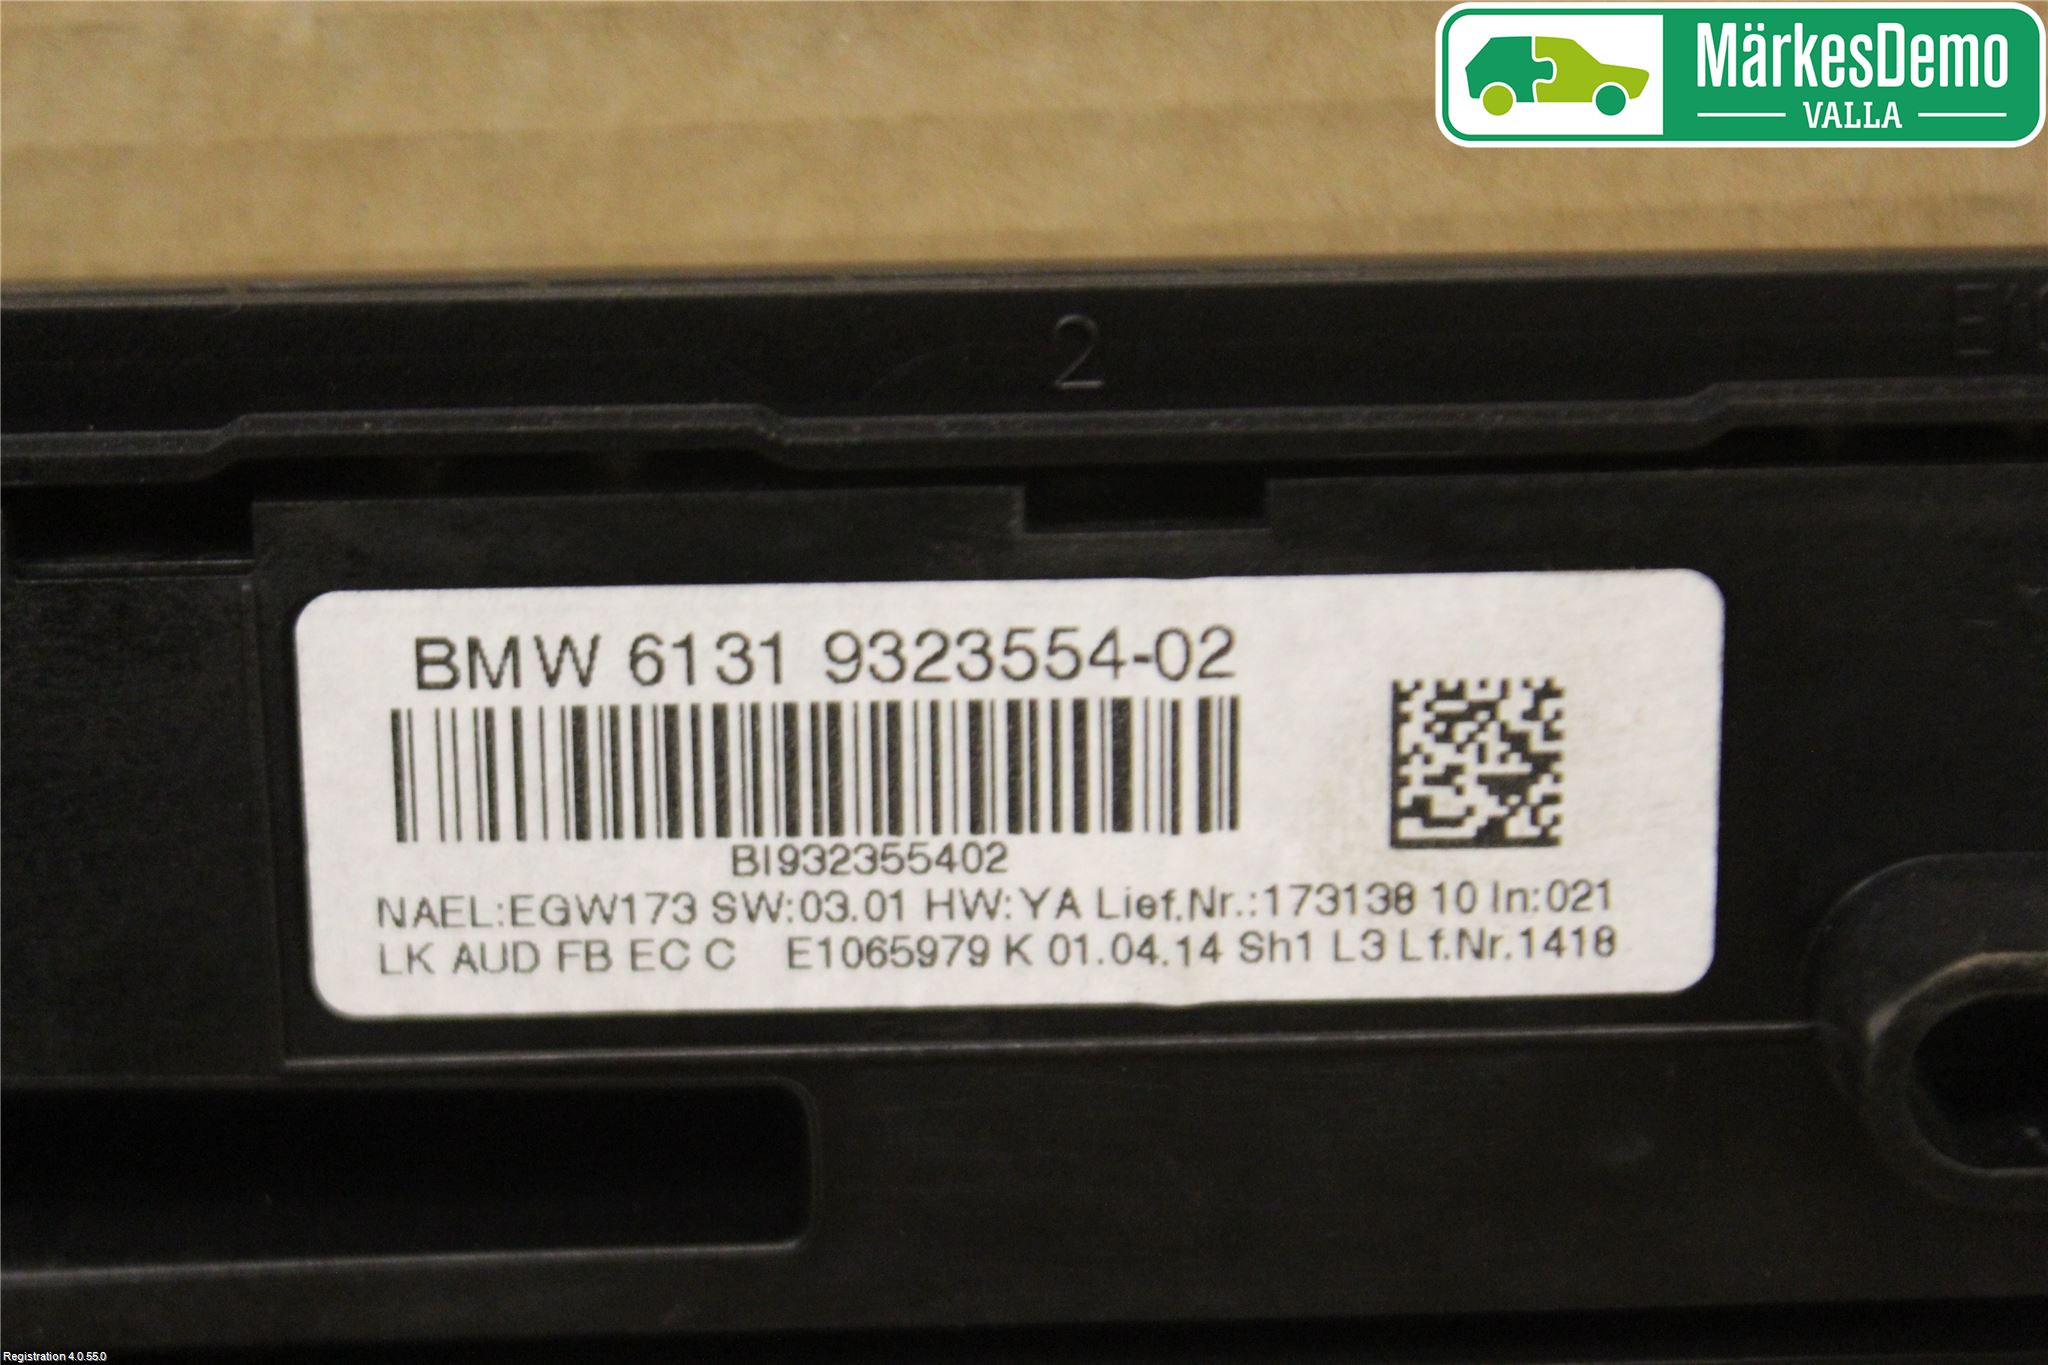 MärkesDemo
VALLA
2
BMW 6131 9323554-02
BI932355402
NAEL:EGW173 SW:03.01 HW:YA Lief.Nr.:173138 10 In:021
LK AUD FB EC C E1065979 K 01.04.14 Sh1 L3 Lf.Nr.1418
Registration 4.0.55.0